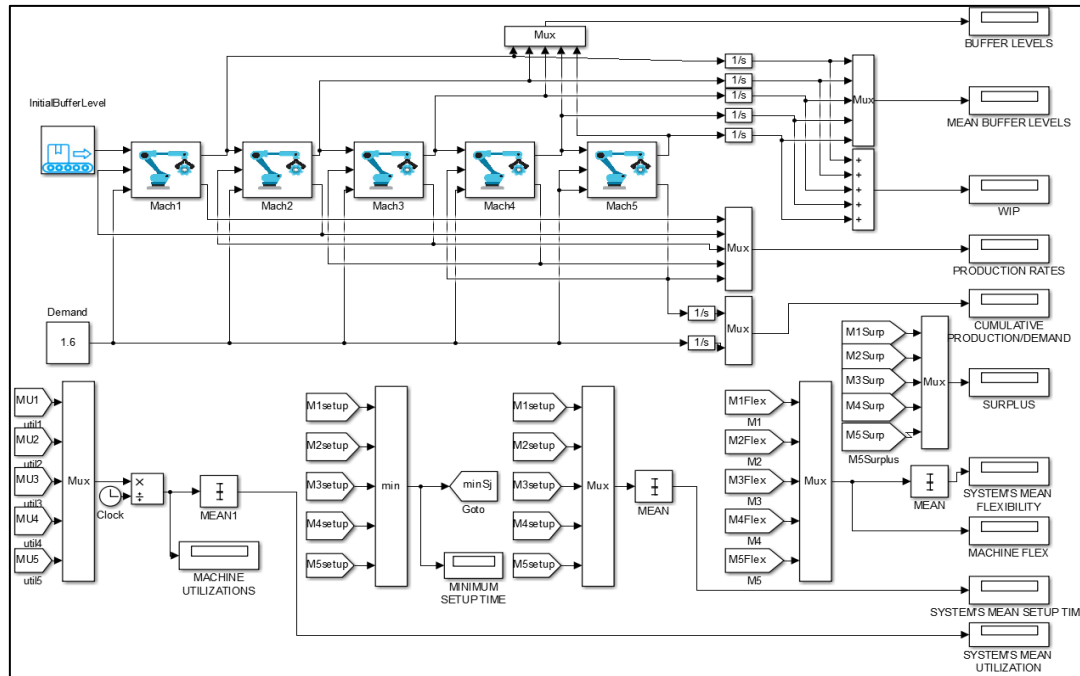 Mux
BUFFER LEVELS
1/s
1/s
1/s
1/s
1/s
Mux
MEAN BUFFER LEVELS
InitialBufferLevel
Mach1
Mach2
Mach3
Mach4
Mach5
+
+
+
+
+
WIP
Mux
PRODUCTION RATES
Demand
1.6
1/s
1/s
Mux
CUMULATIVE
PRODUCTION/DEMAND
M1Surp
M2Surp
M3Surp
M4Surp
M5Surp
M5Surplus
Mux
SURPLUS
MU1
util1
MU2
util2
MU3
util3
MU4
util4
MU5
util5
Mux
Clock
×
÷
MEAN1
MACHINE
UTILIZATIONS
M1setup
M2setup
M3setup
M4setup
M5setup
min
minSj
Goto
MINIMUM
SETUP TIME
M1setup
M2setup
M3setup
M4setup
M5setup
Mux
MEAN
M1Flex
M1
M2Flex
M2
M3Flex
M3
M4Flex
M4
M5Flex
M5
Mux
MEAN
SYSTEM'S MEAN
FLEXIBILITY
MACHINE FLEX
SYSTEM'S MEAN SETUP TIM
SYSTEM'S MEAN
UTILIZATION